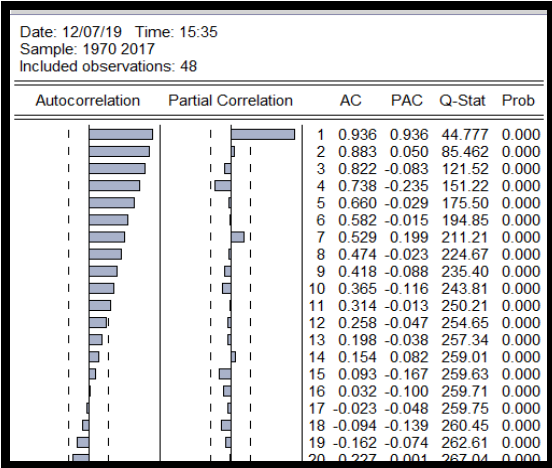 Date: 12/07/19 Time: 15:35
Sample: 1970 2017
Included observations: 48
Autocorrelation Partial Correlation AC PAC Q-Stat Prob
1 0.936 0.936 44.777 0.000
2 0.883 0.050 85.462 0.000
3 0.822 -0.083 121.52 0.000
4 0.738 -0.235 151.22 0.000
5 0.660 -0.029 175.50 0.000
6 0.582 -0.015 194.85 0.000
7 0.529 0.199 211.21 0.000
8 0.474 -0.023 224.67 0.000
9 0.418 -0.088 235.40 0.000
10 0.365 -0.116 243.81 0.000
11 0.314 -0.013 250.21 0.000
12 0.258 -0.047 254.65 0.000
13 0.198 -0.038 257.34 0.000
14 0.154 0.082 259.01 0.000
15 0.093 -0.167 259.63 0.000
16 0.032 -0.100 259.71 0.000
17 -0.023 -0.048 259.75 0.000
18 -0.094 -0.139 260.45 0.000
19 -0.162 -0.074 262.61 0.000
20 0.227 0.001 267.04 0.000